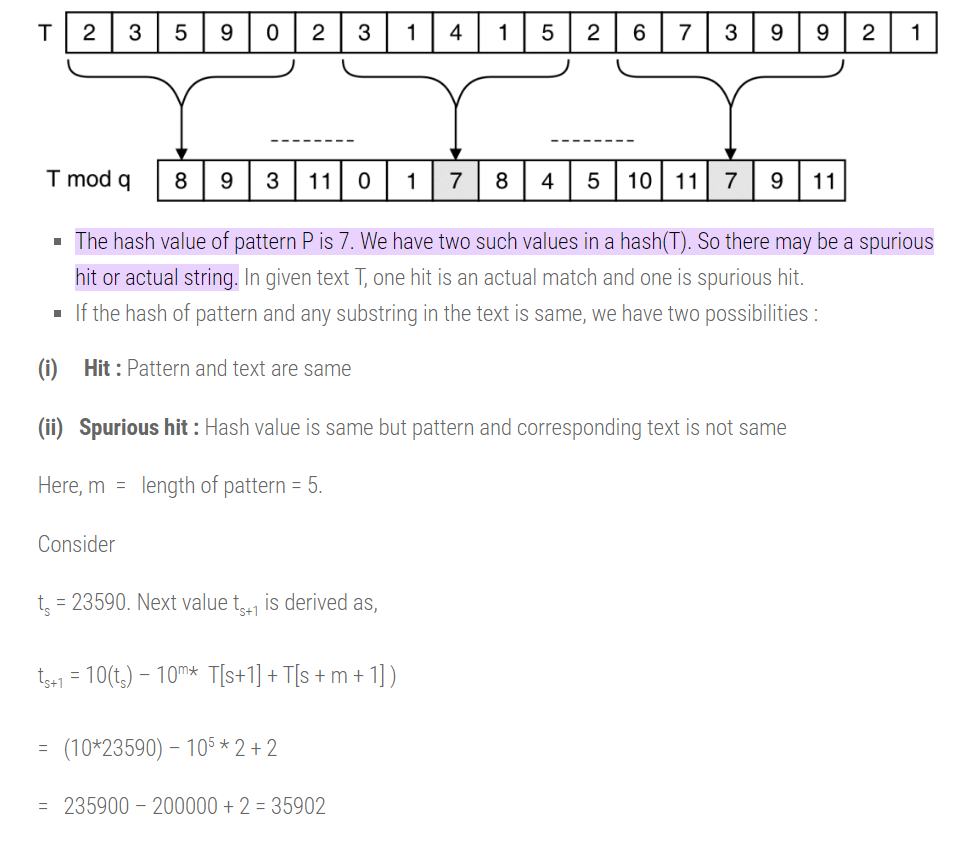 T 2 3 5 9 0 2 3 1 4 1 5 2 6 7 3 9 9 2 1
T mod q 8 9 3 11 0 1 7 8 4 5 10 11 7 9 11
▪ The hash value of pattern P is 7. We have two such values in a hash(T). So there may be a spurious
hit or actual string. In given text T, one hit is an actual match and one is spurious hit.
▪ If the hash of pattern and any substring in the text is same, we have two possibilities :
(i) Hit : Pattern and text are same
(ii) Spurious hit : Hash value is same but pattern and corresponding text is not same
Here, m = length of pattern = 5.
Consider
tₛ = 23590. Next value tₛ₊₁ is derived as,
tₛ₊₁ = 10(tₛ) – 10ᵐ* T[s+1] + T[s + m + 1] )
= (10*23590) – 10⁵ * 2 + 2
= 235900 – 200000 + 2 = 35902